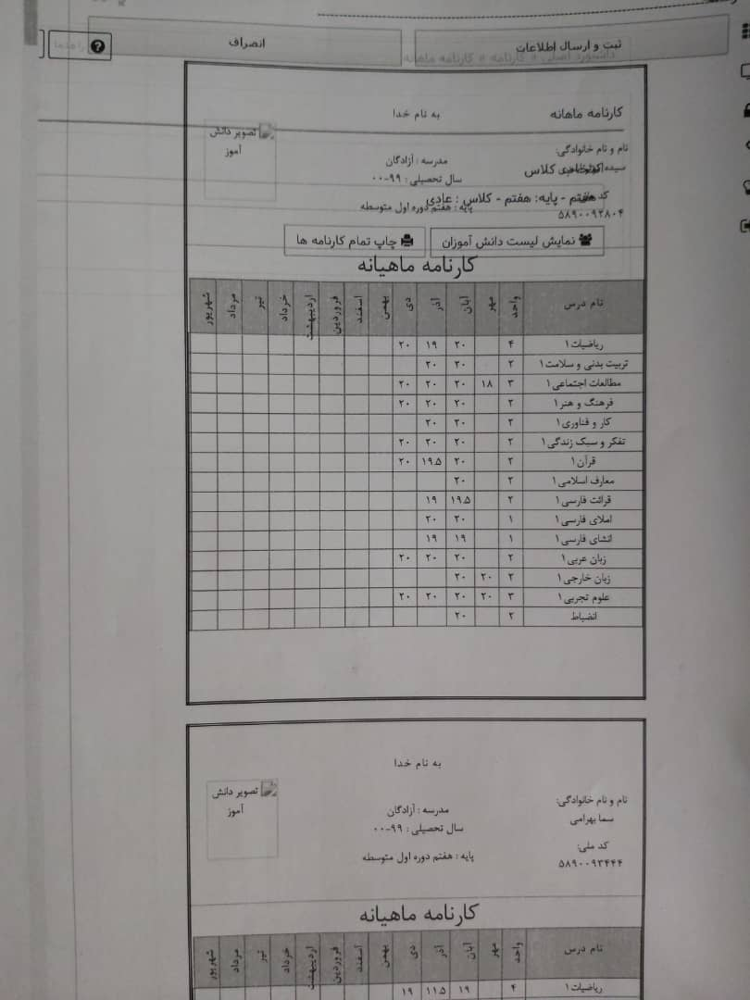 ثبت و ارسال اطلاعات
انصراف
راهنما
داشبورد اصلی » کارنامه » کارنامه ماهانه
کارنامه ماهانه
به نام خدا
تصویر دانش آموز
نام و نام خانوادگی:
مدرسه : آزادگان
سیده کلاس
سال تحصیلی : ۹۹-۰۰
کد ملی
هفتم - پایه: هفتم - کلاس : عادی
پایه : هفتم دوره اول متوسطه
۵۸۹۰۰۹۲۸۰۴
نمایش لیست دانش آموزان
چاپ تمام کارنامه ها
کارنامه ماهیانه
نام درس واحد مهر آبان آذر دی بهمن اسفند فروردین اردیبهشت خرداد تیر مرداد شهریور
ریاضیات ۱ ۴ ۲۰ ۱۹ ۲۰
تربیت بدنی و سلامت ۱ ۲ ۲۰ ۲۰
مطالعات اجتماعی ۱ ۳ ۱۸ ۲۰ ۲۰ ۲۰
فرهنگ و هنر ۱ ۲ ۲۰ ۲۰ ۲۰
کار و فناوری ۱ ۲ ۲۰ ۲۰
تفکر و سبک زندگی ۱ ۲ ۲۰ ۲۰ ۲۰
قرآن ۱ ۲ ۲۰ ۱۹.۵ ۲۰
معارف اسلامی ۱ ۲ ۲۰
قرائت فارسی ۱ ۲ ۱۹.۵ ۱۹
املای فارسی ۱ ۱ ۲۰ ۲۰
انشای فارسی ۱ ۱ ۱۹ ۱۹
زبان عربی ۱ ۲ ۲۰ ۲۰ ۲۰
زبان خارجی ۱ ۲ ۲۰ ۲۰
علوم تجربی ۱ ۳ ۲۰ ۲۰ ۲۰ ۲۰
انضباط ۲ ۲۰
به نام خدا
تصویر دانش آموز
نام و نام خانوادگی:
سما بهرامی
مدرسه : آزادگان
سال تحصیلی : ۹۹-۰۰
کد ملی:
۵۸۹۰۰۹۳۴۴۴
پایه : هفتم دوره اول متوسطه
کارنامه ماهیانه
نام درس واحد مهر آبان آذر دی بهمن اسفند فروردین اردیبهشت خرداد تیر مرداد شهریور
ریاضیات ۱ ۴ ۱۹ ۱۱.۵ ۱۹